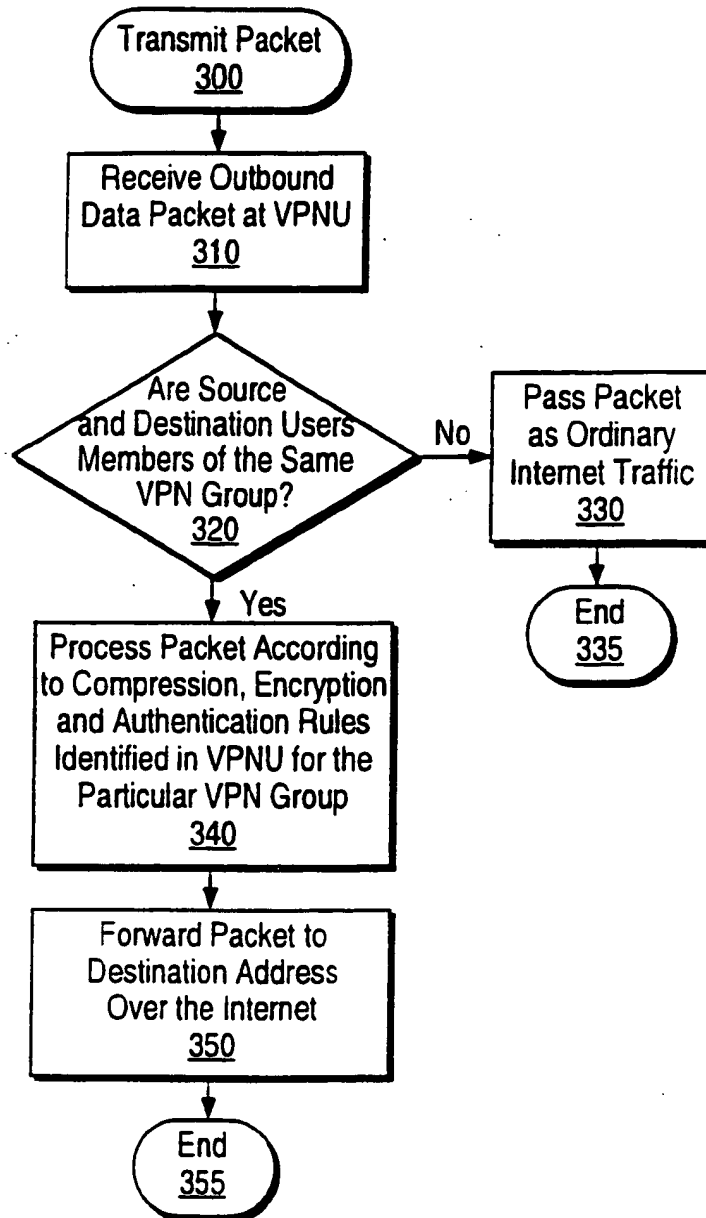 Transmit Packet
300
Receive Outbound
Data Packet at VPNU
310
Are Source
and Destination Users
Members of the Same
VPN Group?
320
No
Pass Packet
as Ordinary
Internet Traffic
330
End
335
Yes
Process Packet According
to Compression, Encryption
and Authentication Rules
Identified in VPNU for the
Particular VPN Group
340
Forward Packet to
Destination Address
Over the Internet
350
End
355